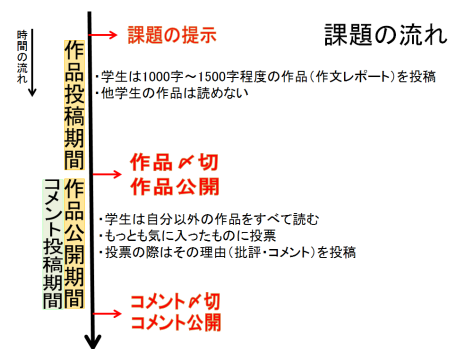 課題の流れ
時間の流れ
課題の提示
作品投稿期間
・学生は1000字～1500字程度の作品（作文レポート）を投稿
・他学生の作品は読めない
作品〆切
作品公開
作品公開期間
コメント投稿期間
・学生は自分以外の作品をすべて読む
・もっとも気に入ったものに投票
・投票の際はその理由（批評・コメント）を投稿
コメント〆切
コメント公開